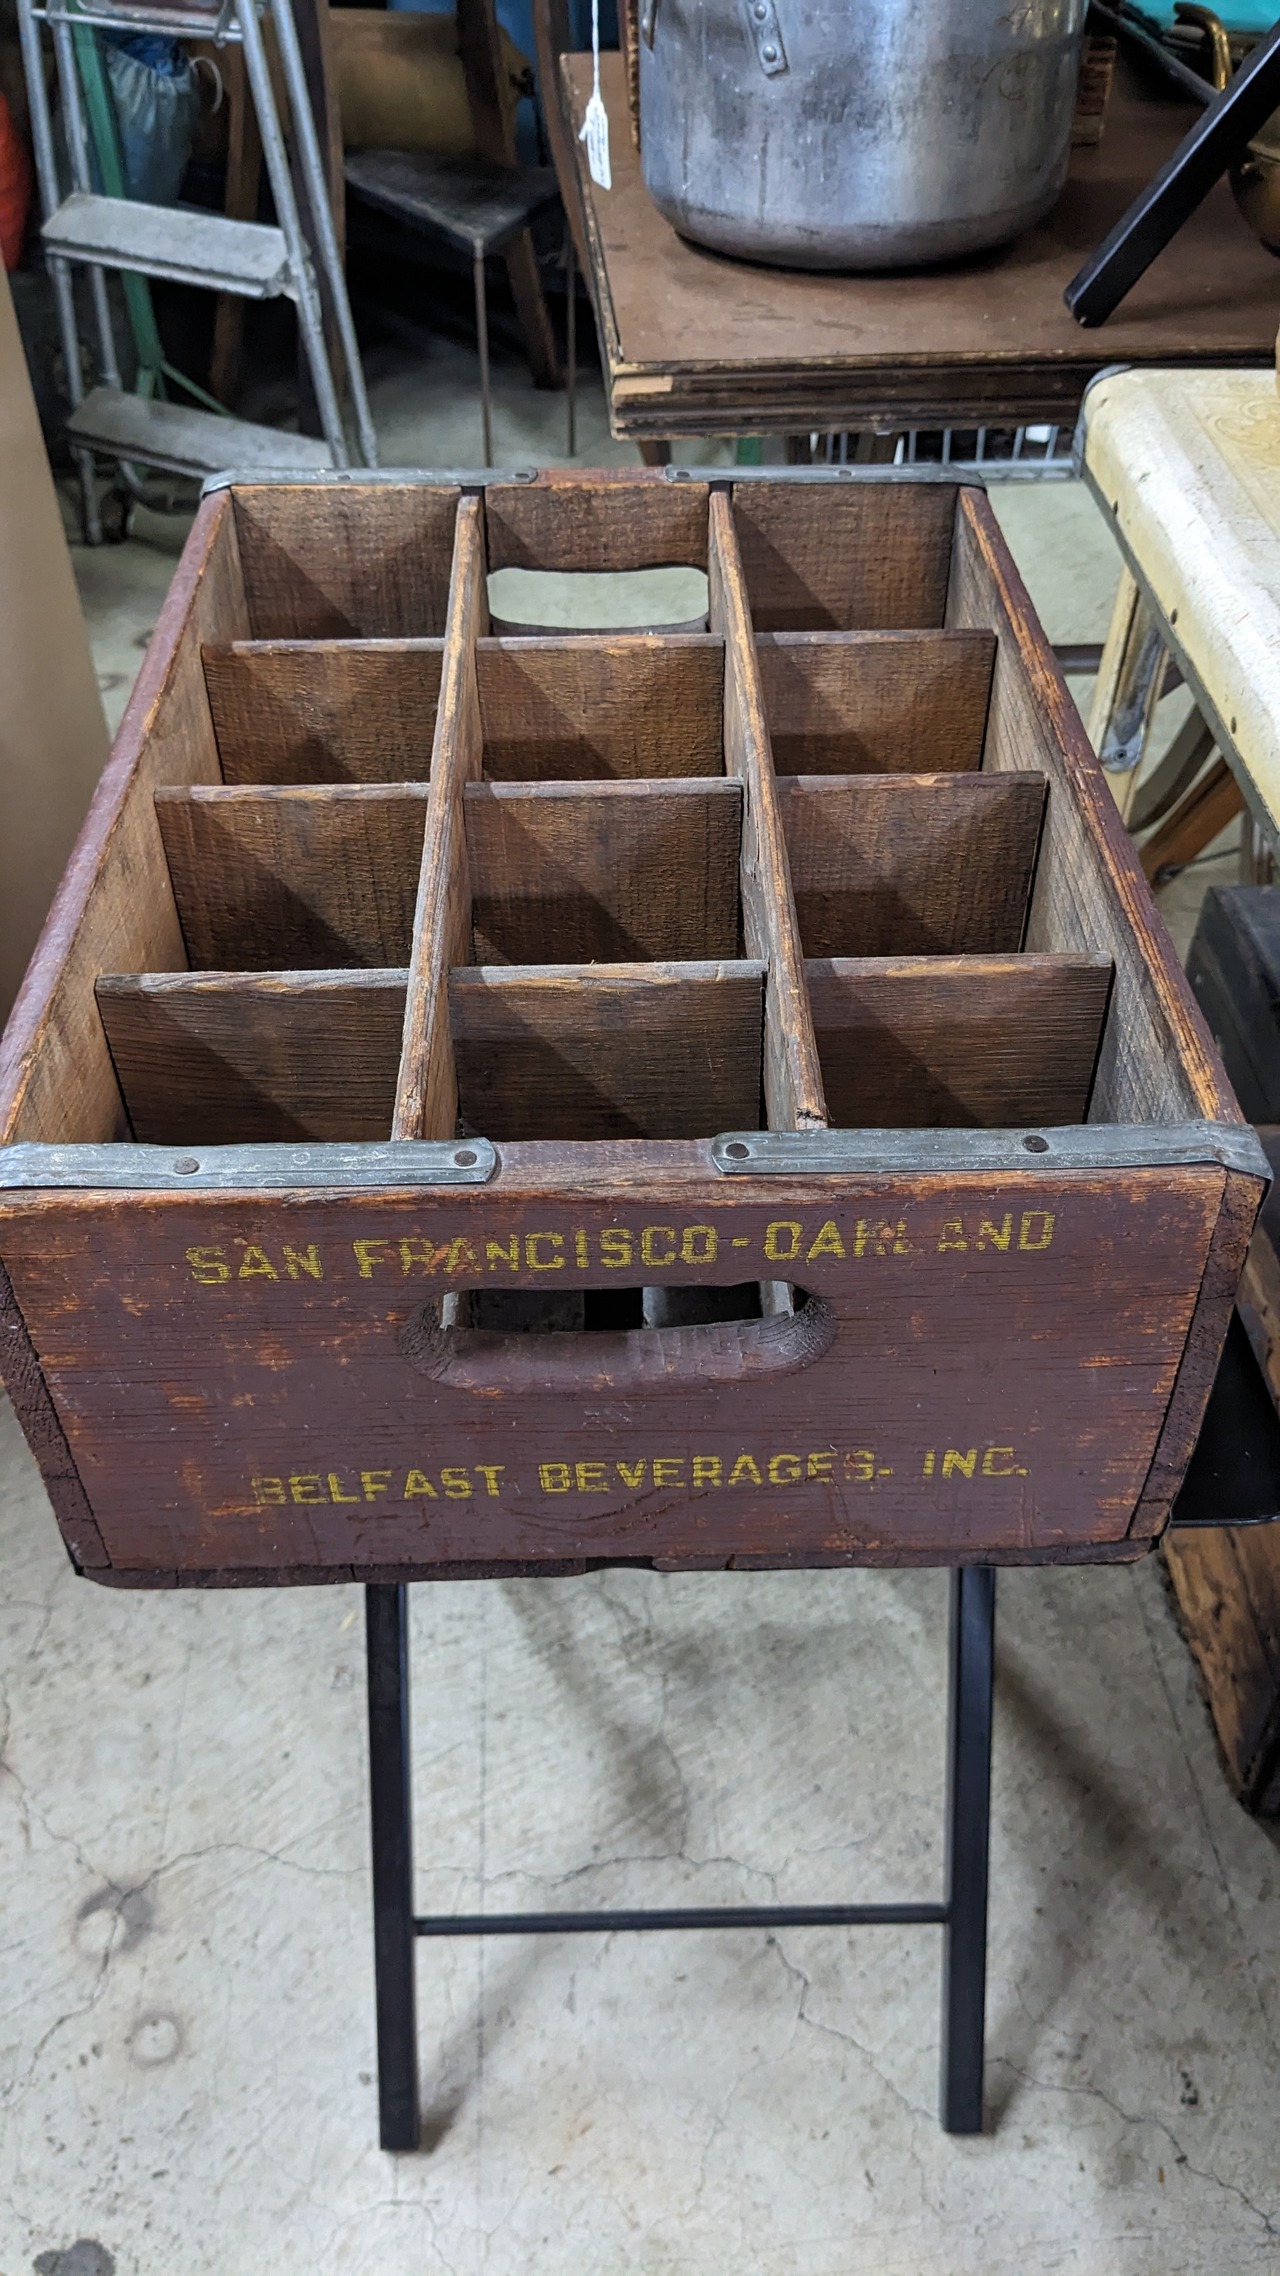 SAN FRANCISCO-OAKLAND
BELFAST BEVERAGES, INC.